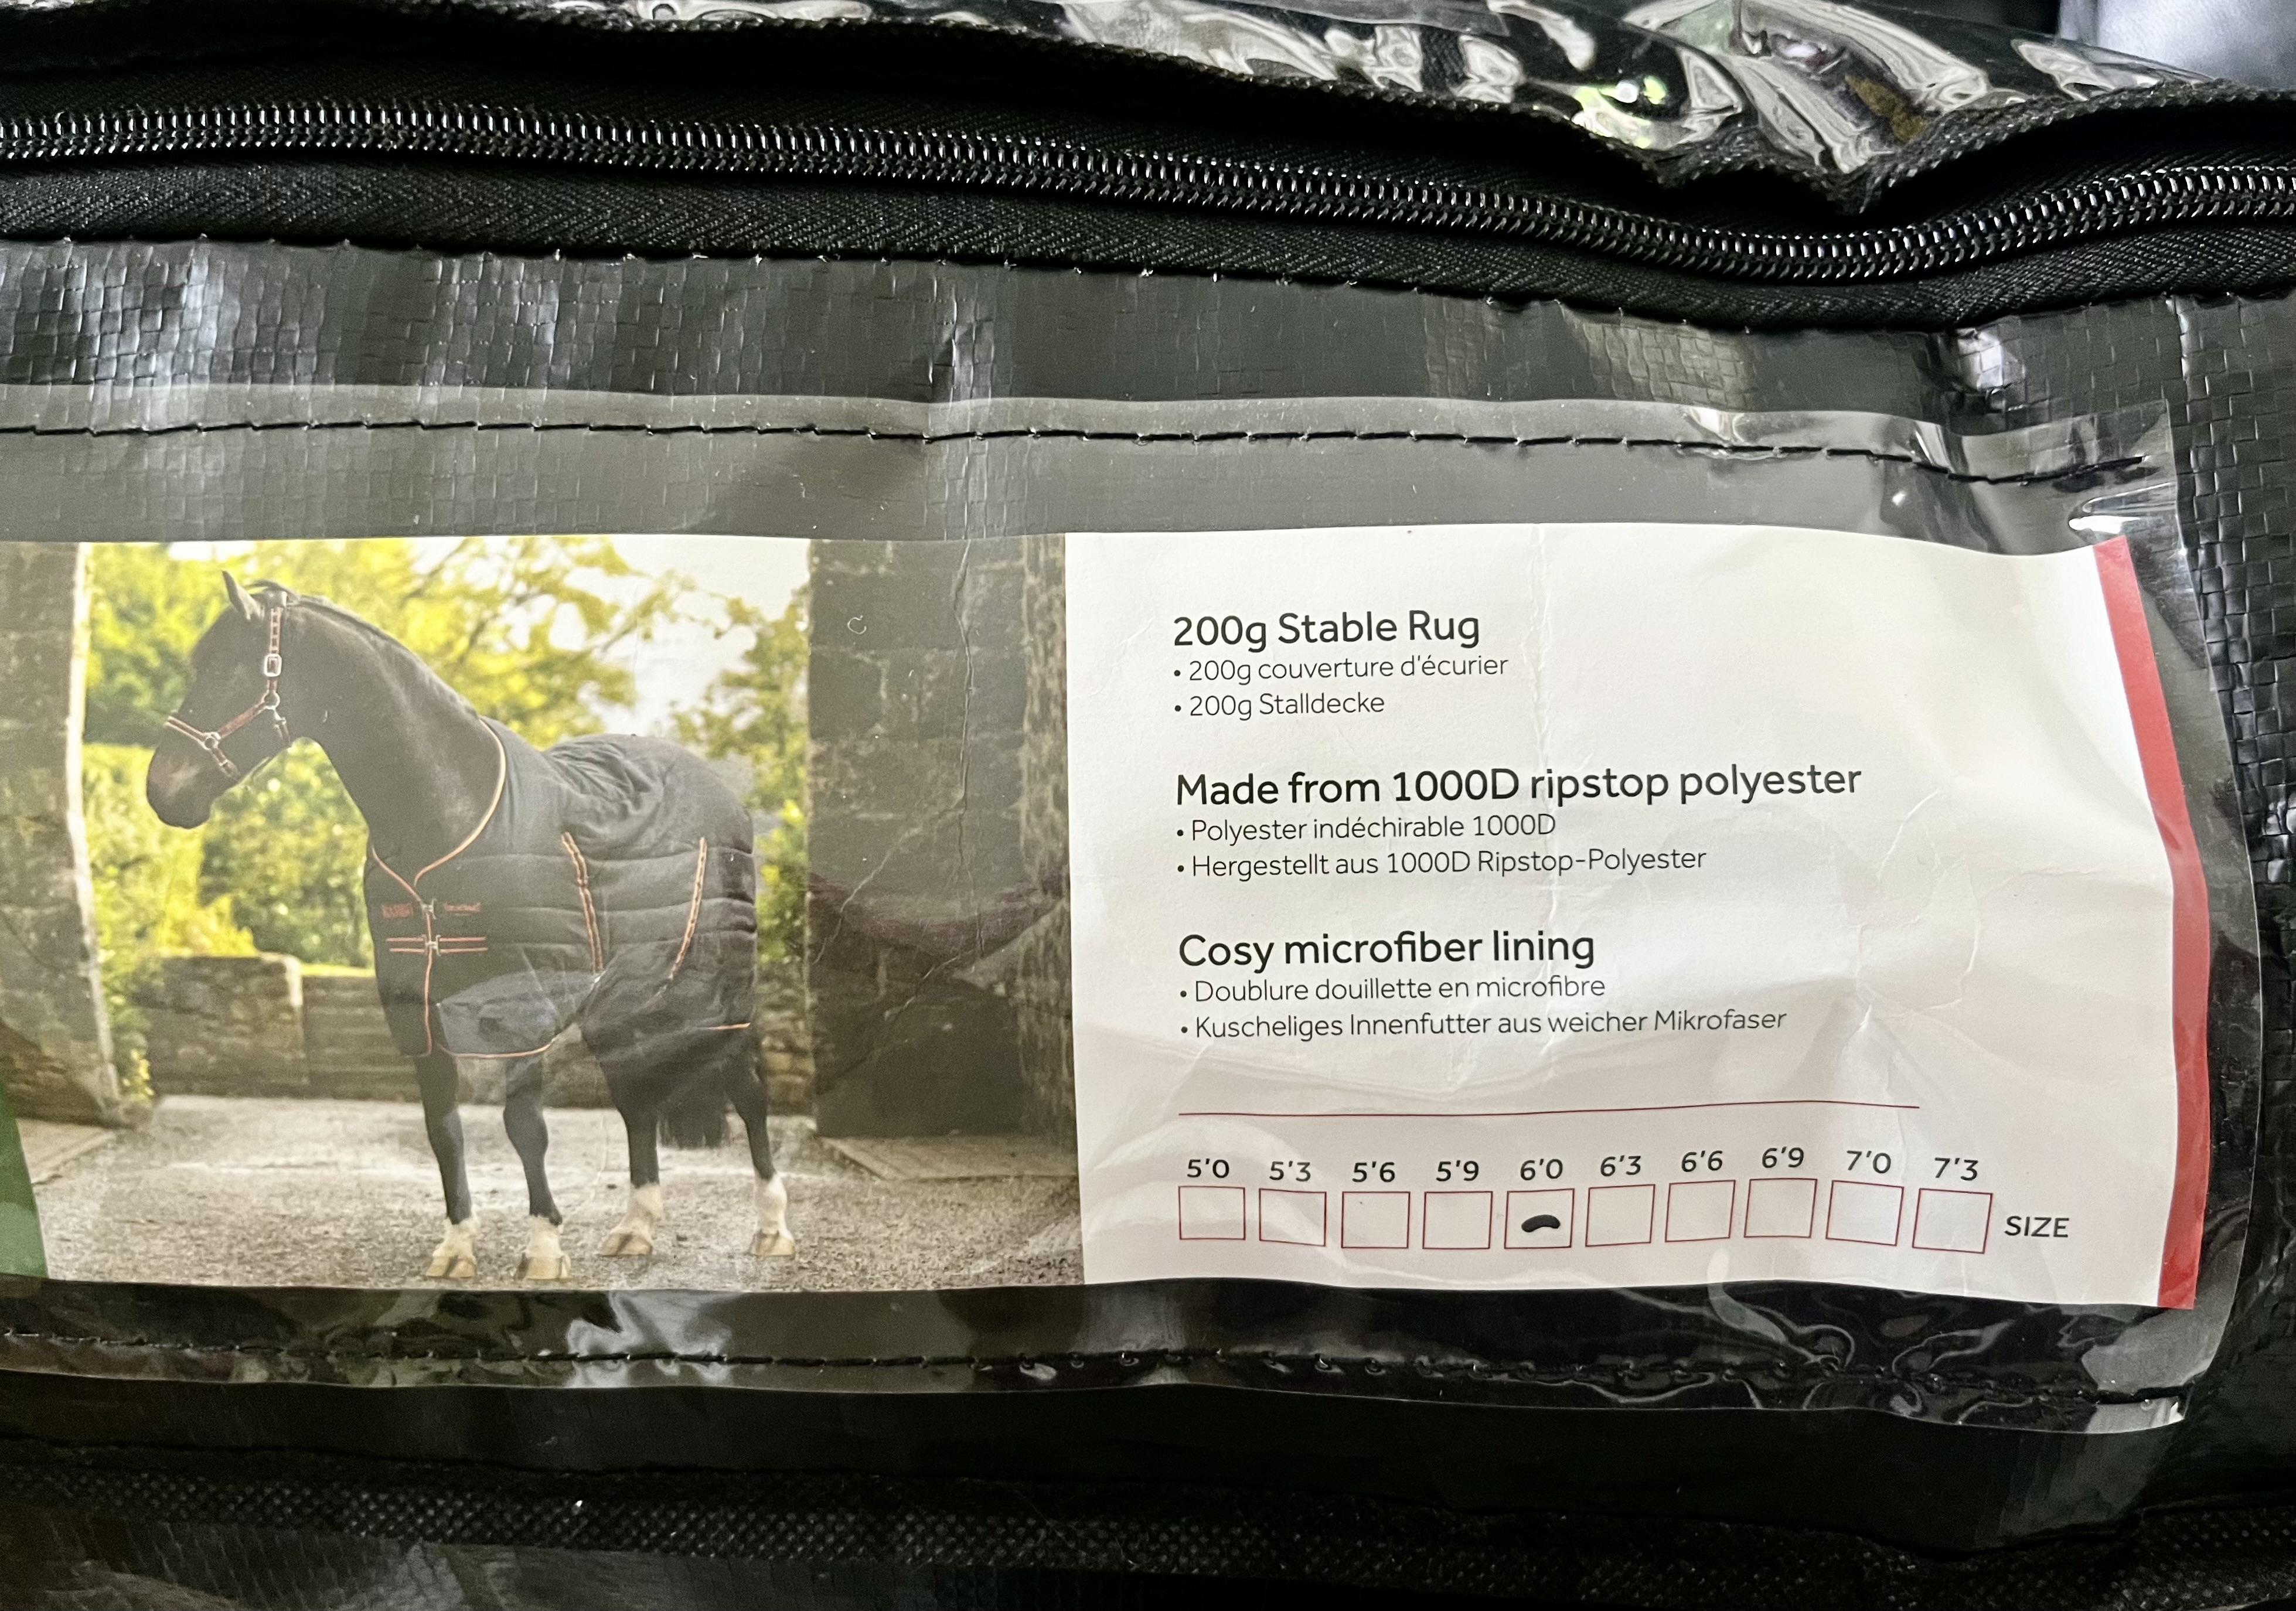 200g Stable Rug
• 200g couverture d'écurier
• 200g Stalldecke
Made from 1000D ripstop polyester
• Polyester indéchirable 1000D
• Hergestellt aus 1000D Ripstop-Polyester
Cosy microfiber lining
• Doublure douillette en microfibre
• Kuscheliges Innenfutter aus weicher Mikrofaser
5'0 5'3 5'6 5'9 6'0 6'3 6'6 6'9 7'0 7'3
SIZE